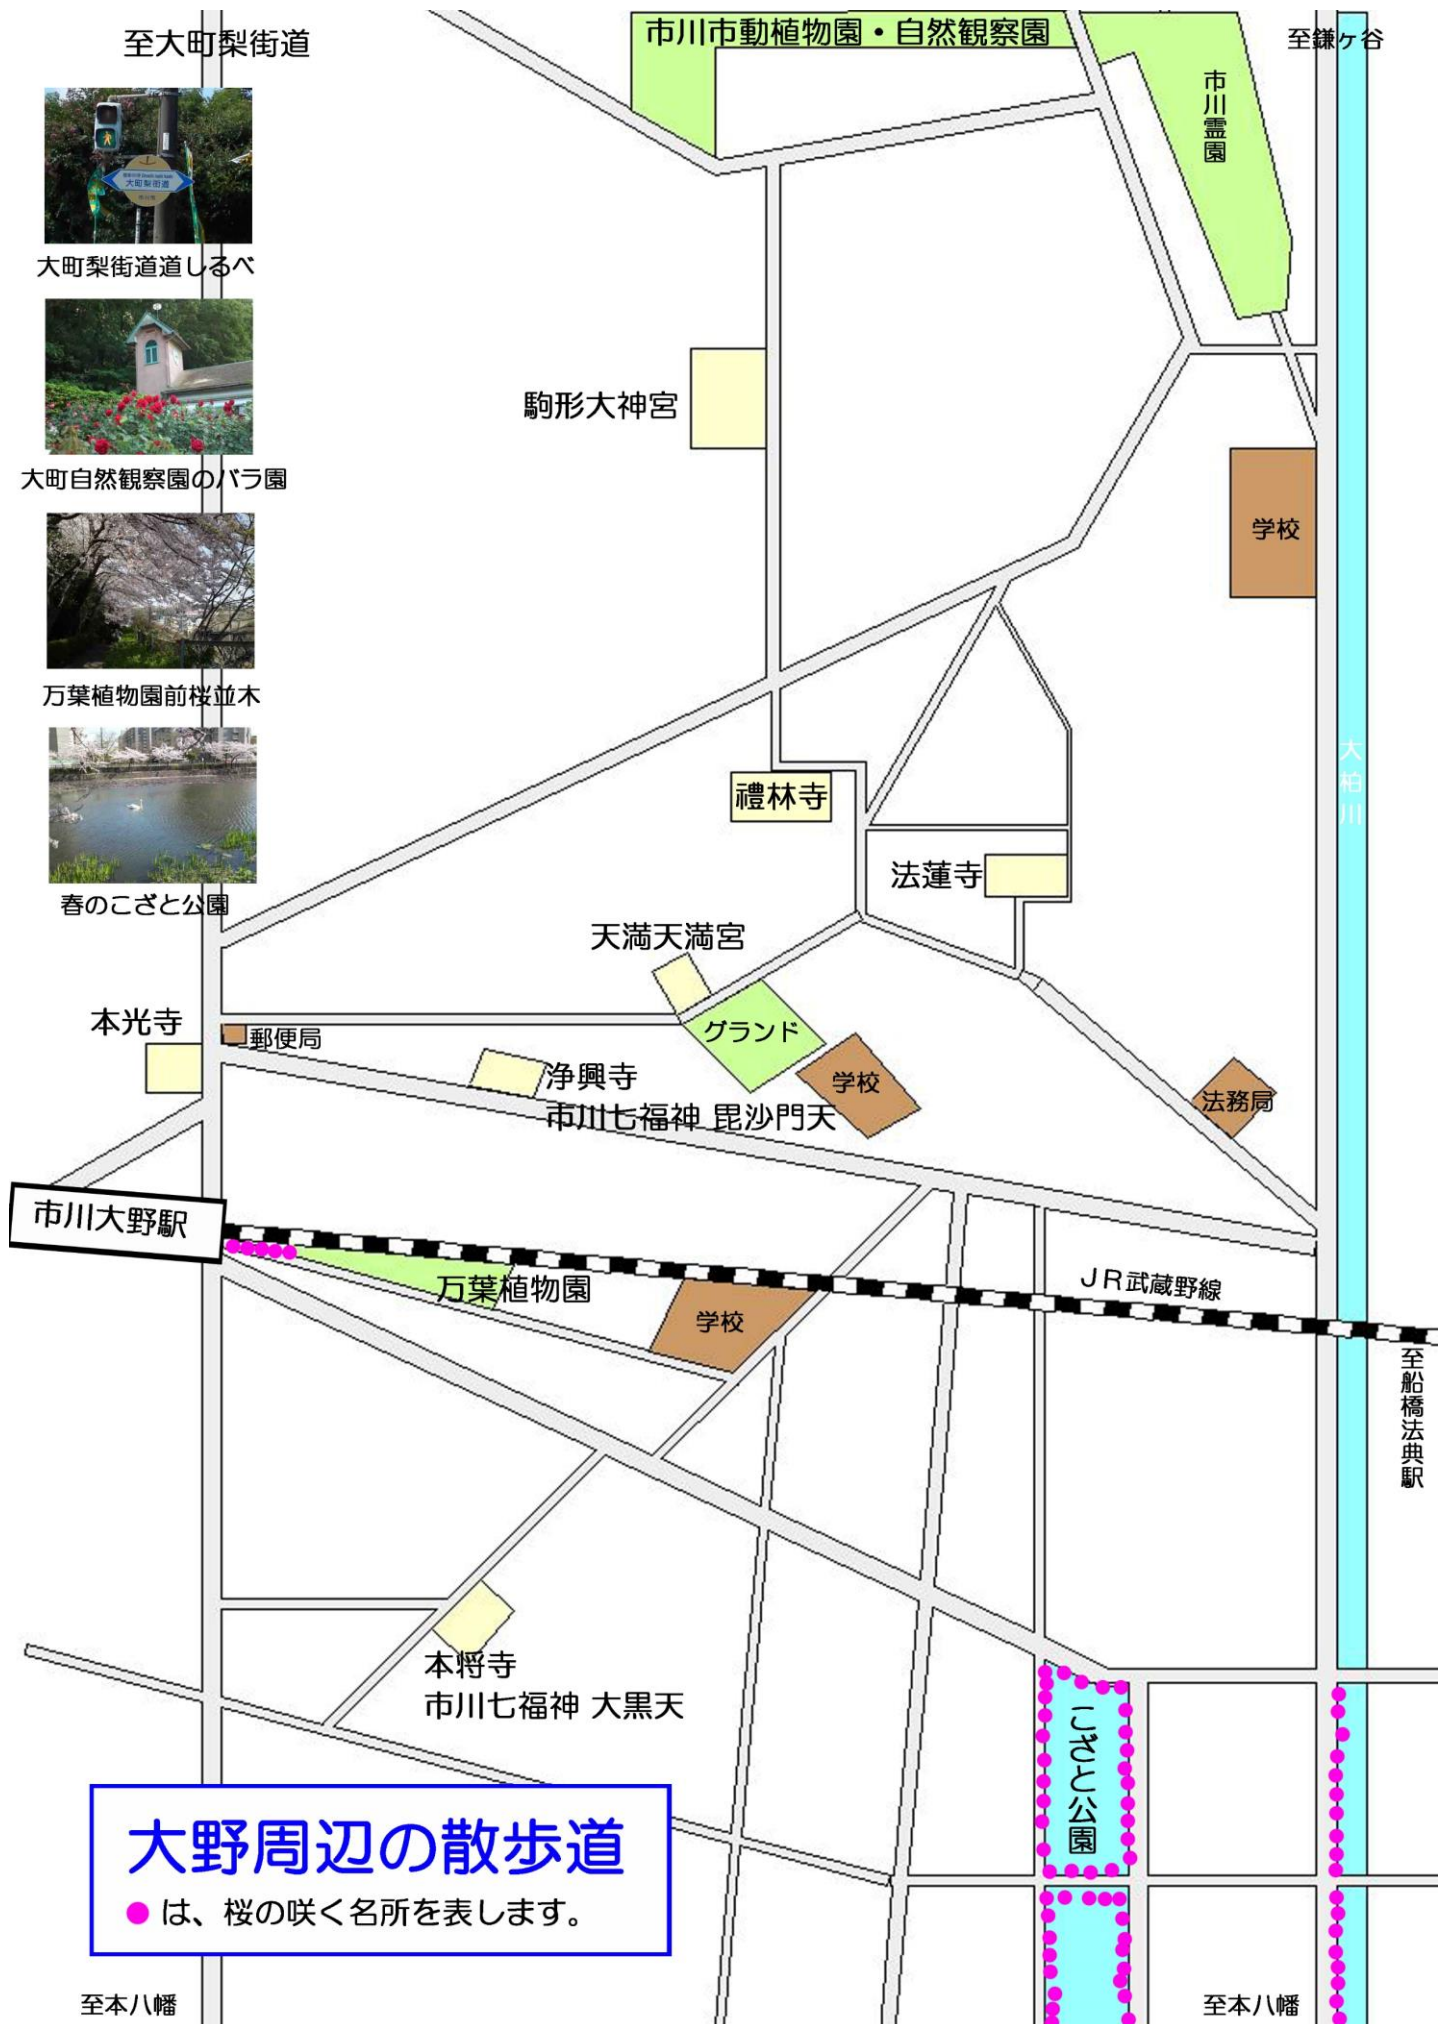 至大町梨街道
市川市動植物園・自然観察園
至鎌ヶ谷
市川霊園
大町梨街道
大町梨街道道しるべ
大町自然観察園のバラ園
駒形大神宮
学校
万葉植物園前桜並木
大柏川
禮林寺
法蓮寺
春のこざと公園
天満天満宮
本光寺
郵便局
グランド
浄興寺
市川七福神 毘沙門天
学校
法務局
市川大野駅
万葉植物園
学校
ＪＲ武蔵野線
至船橋法典駅
本将寺
市川七福神 大黒天
こざと公園
大野周辺の散歩道
●は、桜の咲く名所を表します。
至本八幡
至本八幡